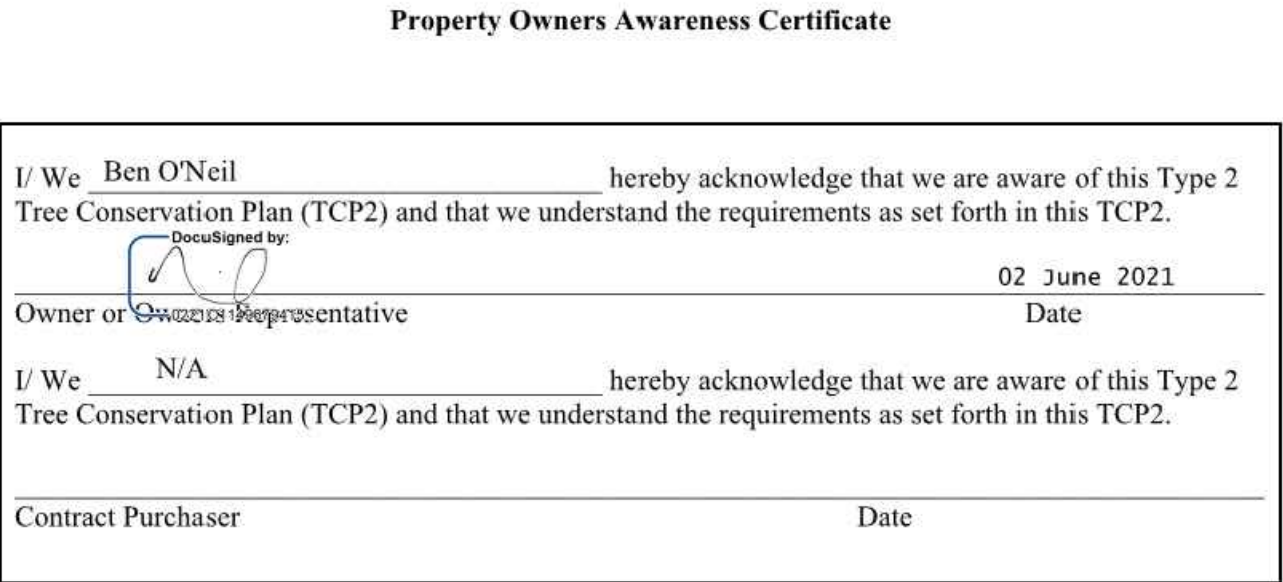 Property Owners Awareness Certificate
I/ We Ben O'Neil hereby acknowledge that we are aware of this Type 2
Tree Conservation Plan (TCP2) and that we understand the requirements as set forth in this TCP2.
DocuSigned by:
02 June 2021
Owner or Owners Representative Date
I/ We N/A hereby acknowledge that we are aware of this Type 2
Tree Conservation Plan (TCP2) and that we understand the requirements as set forth in this TCP2.
Contract Purchaser Date